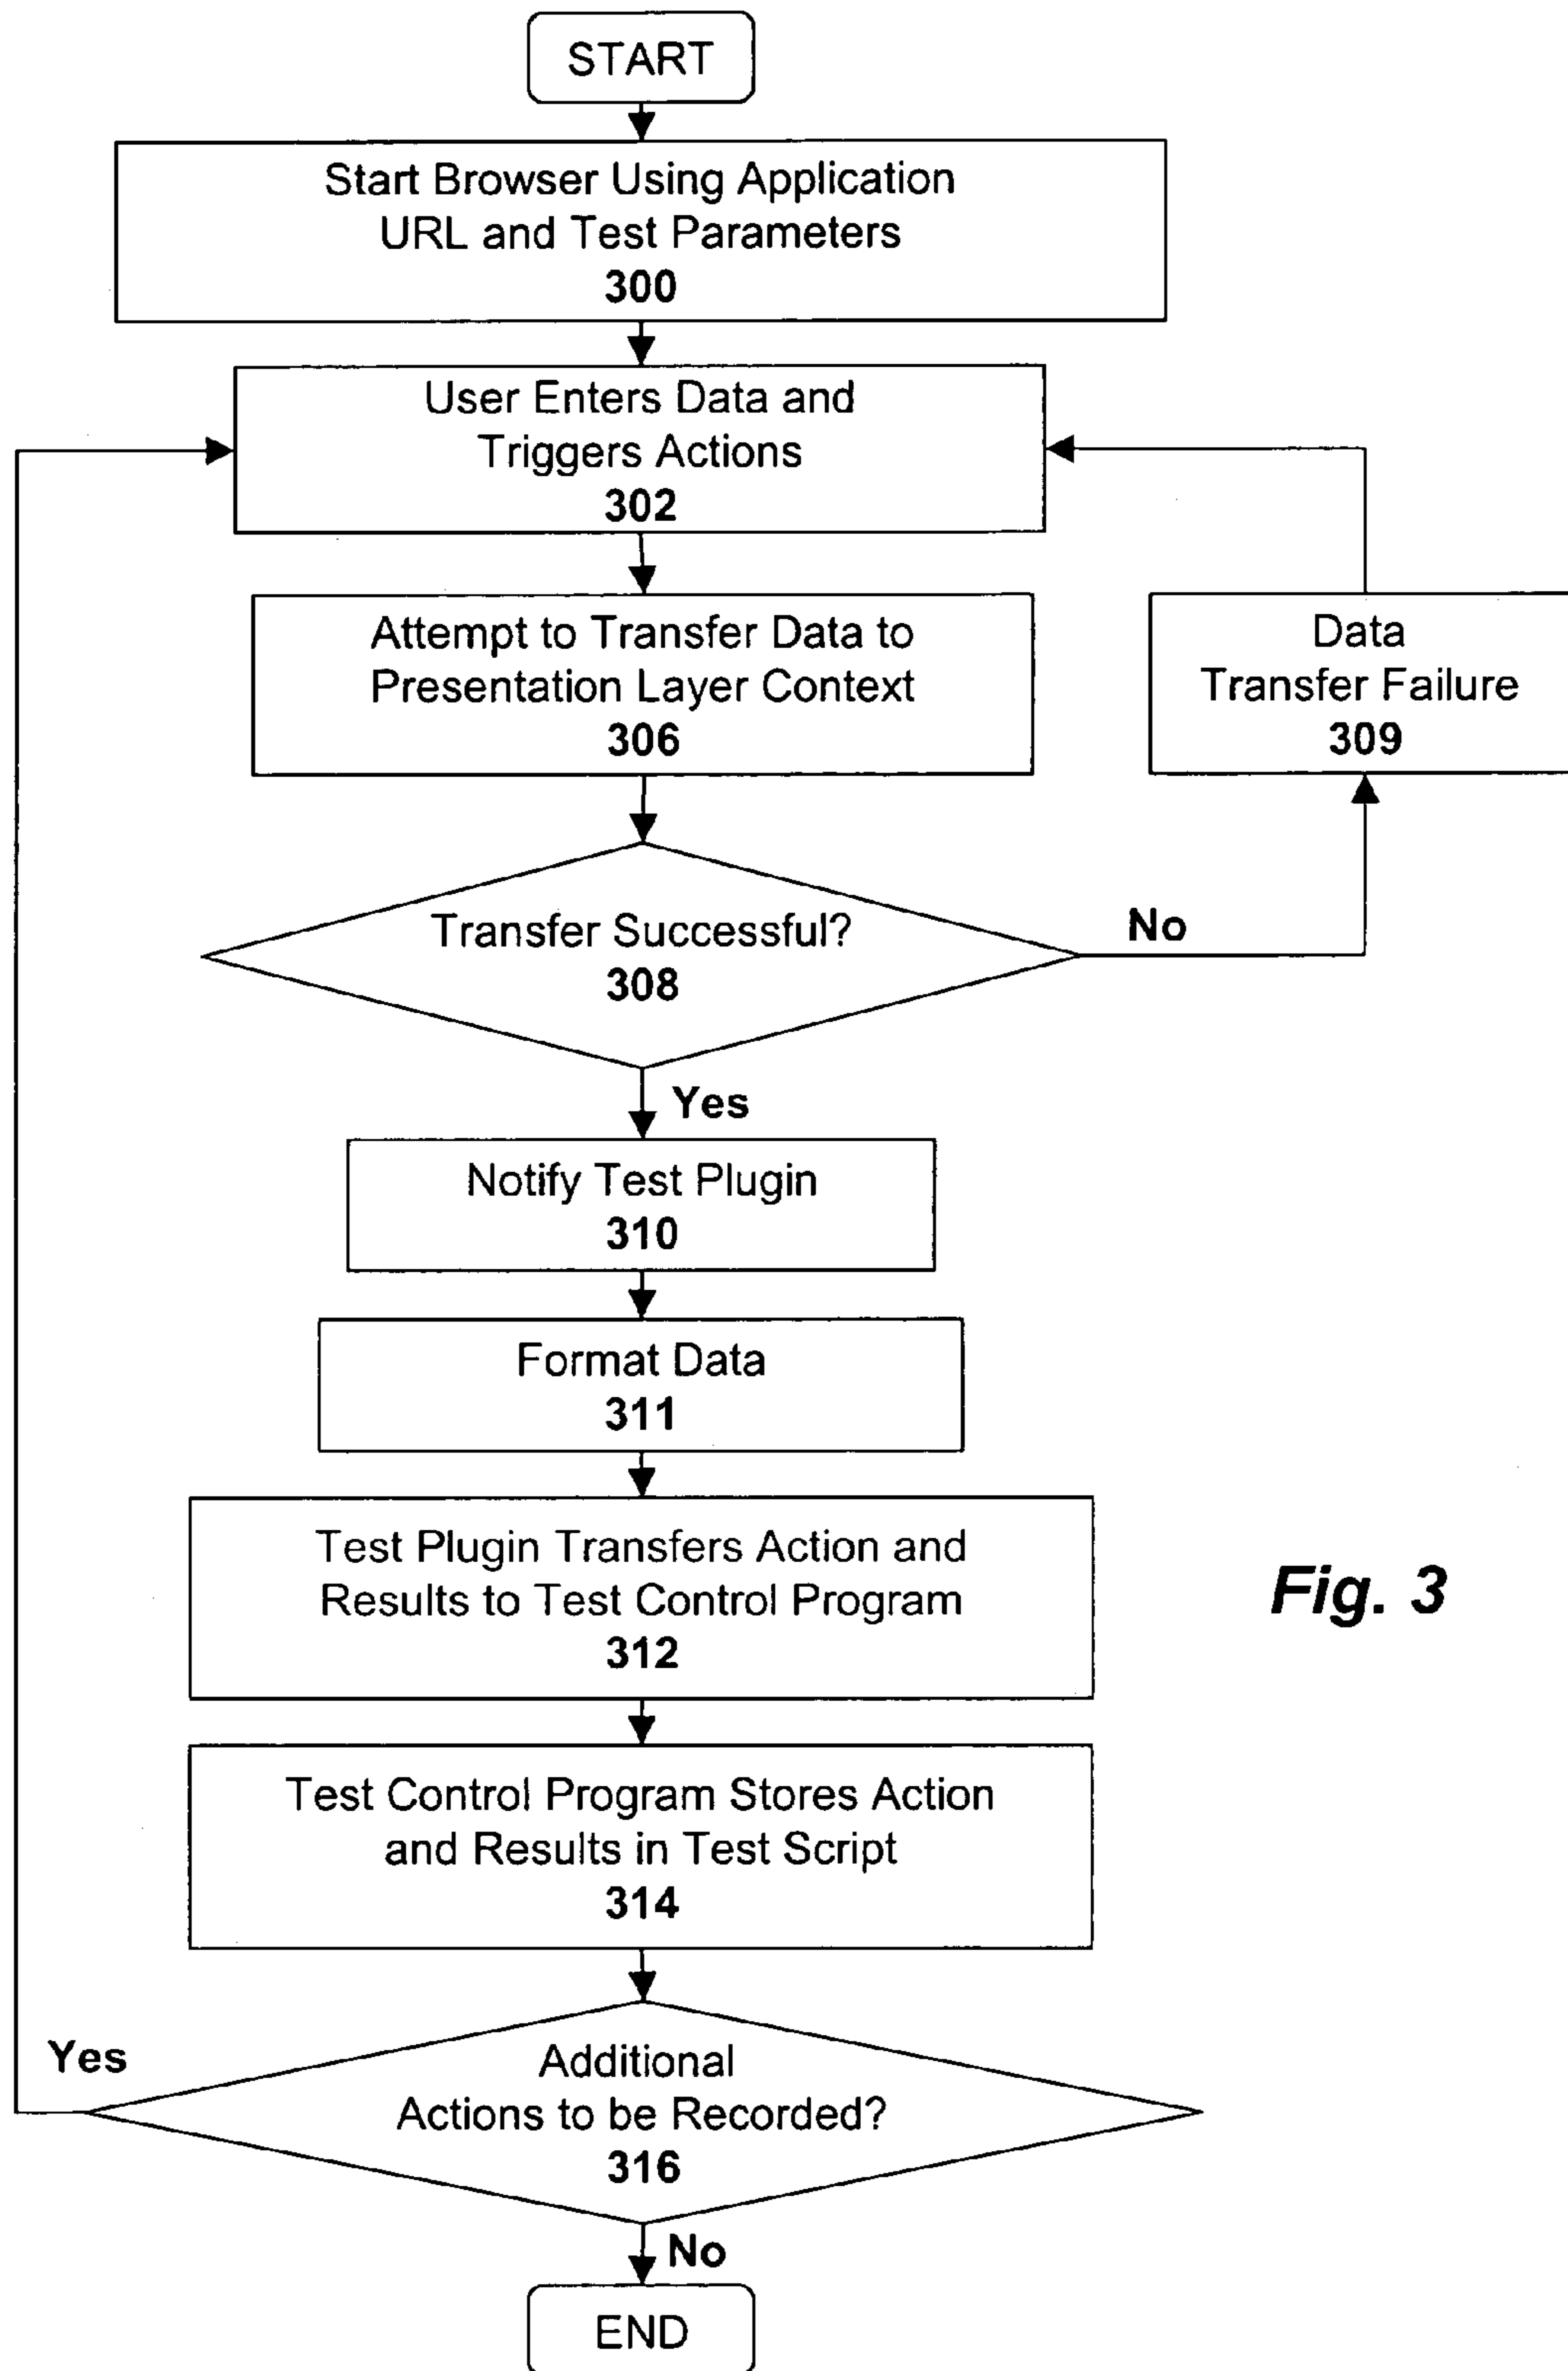 START
Start Browser Using Application
URL and Test Parameters
300
User Enters Data and
Triggers Actions
302
Attempt to Transfer Data to
Presentation Layer Context
306
Data
Transfer Failure
309
Transfer Successful?
308
No
Yes
Notify Test Plugin
310
Format Data
311
Test Plugin Transfers Action and
Results to Test Control Program
312
Fig. 3
Test Control Program Stores Action
and Results in Test Script
314
Yes
Additional
Actions to be Recorded?
316
No
END